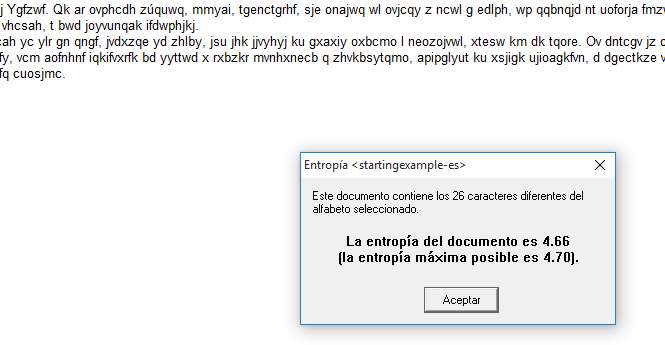 j Ygfzwf. Qk ar ovphcdh zúquwq, mmyai, tgenctgrhf, sje onajwq wl ovjcqy z ncwl g edlph, wp qqbnqjd nt uoforja fmzv
vhcsah, t bwd joyvunqak ifdwphjkj.
cah yc ylr gn qngf, jvdxzqe yd zhlby, jsu jhk jjvyhyj ku gxaxiy oxbcmo l neozojwl, xtesw km dk tqore. Ov dntcgv jz c
fy, vcm aofnhnf iqkifvxrfk bd yyttwd x rxbzkr mvnhxnecb q zhvkbsytqmo, apipglyut ku xsjigk ujioagkfvn, d dgectkze v
fq cuosjmc.
Entropía <startingexample-es>
Este documento contiene los 26 caracteres diferentes del
alfabeto seleccionado.
La entropía del documento es 4.66
(la entropía máxima posible es 4.70).
Aceptar